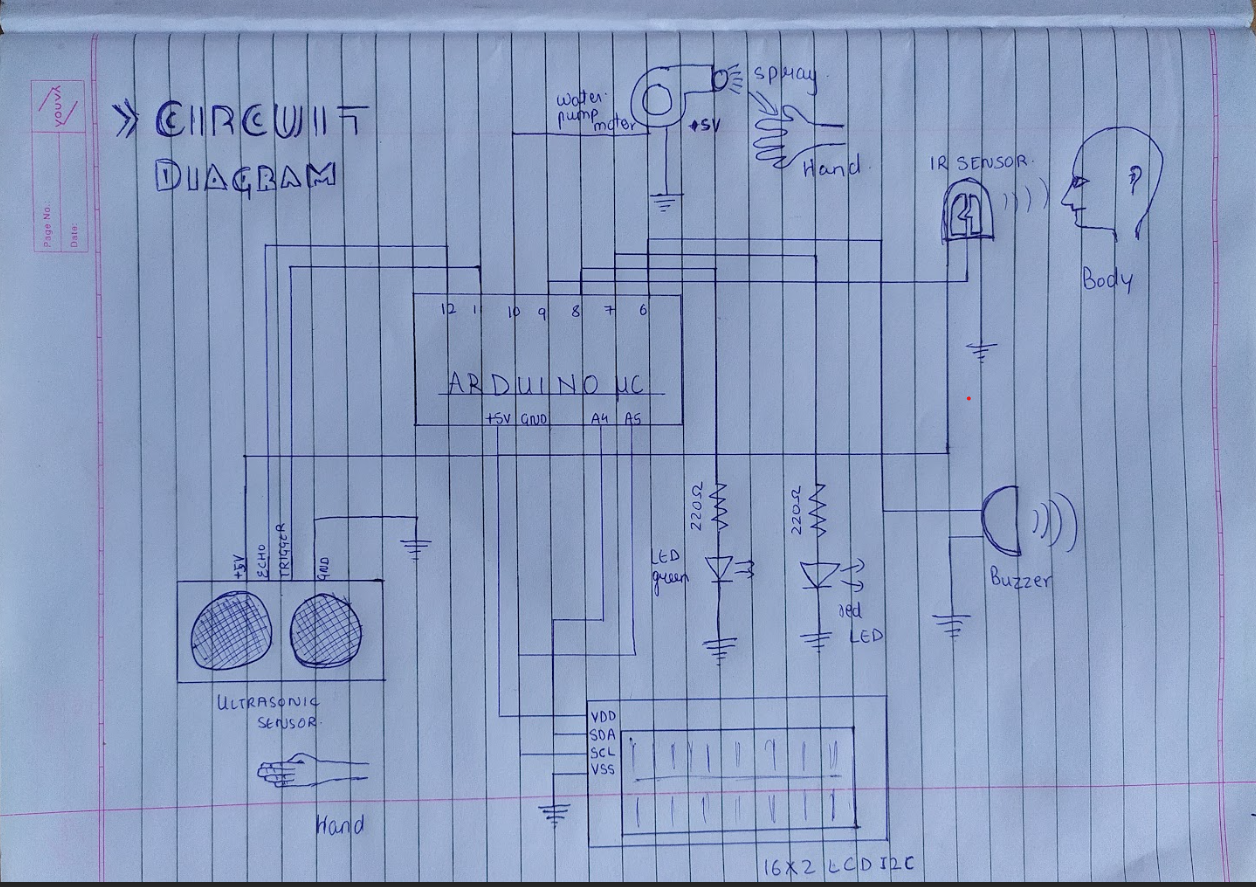 youva
Page No.
Date:
>> CIRCUIT
DIAGRAM
water
pump
motor
spray
+5V
Hand
IR SENSOR
Body
12 11 10 9 8 7 6
ARDUINO µC
+5V GND A4 A5
+5V
ECHO
TRIGGER
GND
ULTRASONIC
SENSOR
Hand
220Ω
LED
green
220Ω
red
LED
Buzzer
VDD
SDA
SCL
VSS
16X2 LCD I2C